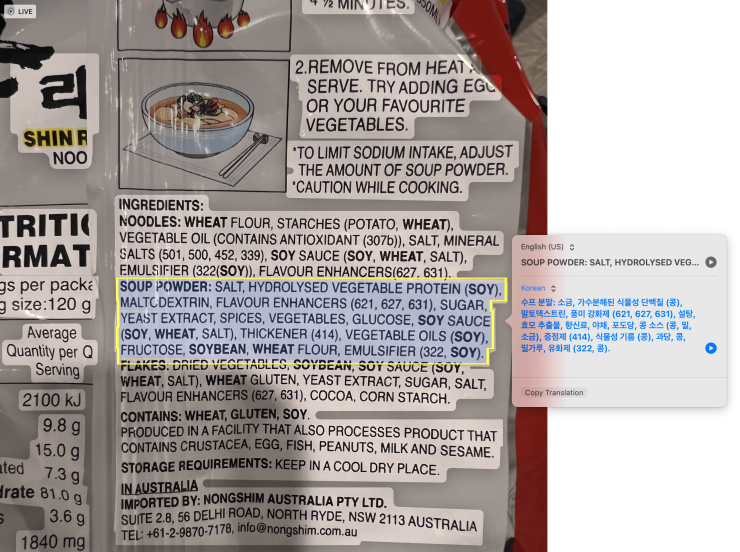 LIVE
4 ½ MINUTES.
2.REMOVE FROM HEAT
SERVE. TRY ADDING EGG
OR YOUR FAVOURITE
VEGETABLES.
*TO LIMIT SODIUM INTAKE, ADJUST
THE AMOUNT OF SOUP POWDER.
*CAUTION WHILE COOKING.
SHIN R
NOO
INGREDIENTS:
NOODLES: WHEAT FLOUR, STARCHES (POTATO, WHEAT),
VEGETABLE OIL (CONTAINS ANTIOXIDANT (307b)), SALT, MINERAL
SALTS (501, 500, 452, 339), SOY SAUCE (SOY, WHEAT, SALT),
EMULSIFIER (322(SOY)), FLAVOUR ENHANCERS(627, 631).
SOUP POWDER: SALT, HYDROLYSED VEGETABLE PROTEIN (SOY),
MALTODEXTRIN, FLAVOUR ENHANCERS (621, 627, 631), SUGAR,
YEAST EXTRACT, SPICES, VEGETABLES, GLUCOSE, SOY SAUCE
(SOY, WHEAT, SALT), THICKENER (414), VEGETABLE OILS (SOY),
FRUCTOSE, SOYBEAN, WHEAT FLOUR, EMULSIFIER (322, SOY).
FLAKES: DRIED VEGETABLES, SOYBEAN, SOY SAUCE (SOY,
WHEAT, SALT), WHEAT GLUTEN, YEAST EXTRACT, SUGAR, SALT,
FLAVOUR ENHANCERS (627, 631), COCOA, CORN STARCH.
CONTAINS: WHEAT, GLUTEN, SOY.
PRODUCED IN A FACILITY THAT ALSO PROCESSES PRODUCT THAT
CONTAINS CRUSTACEA, EGG, FISH, PEANUTS, MILK AND SESAME.
STORAGE REQUIREMENTS: KEEP IN A COOL DRY PLACE.
IN AUSTRALIA
IMPORTED BY: NONGSHIM AUSTRALIA PTY LTD.
SUITE 2.8, 56 DELHI ROAD, NORTH RYDE, NSW 2113 AUSTRALIA
TEL: +61-2-9870-7178, info@nongshim.com.au
TRITI
RMAT
gs per packa
g size:120 g
Average
Quantity per Q
Serving
2100 kJ
9.8 g
15.0 g
ated 7.3 g
drate 81.0 g
s 3.6 g
1840 mg
English (US)
SOUP POWDER: SALT, HYDROLYSED VEG...
Korean
수프 분말: 소금, 가수분해된 식물성 단백질 (콩),
말토덱스트린, 풍미 강화제 (621, 627, 631), 설탕,
효모 추출물, 향신료, 야채, 포도당, 콩 소스 (콩, 밀,
소금), 증점제 (414), 식물성 기름 (콩), 과당, 콩,
밀가루, 유화제 (322, 콩).
Copy Translation